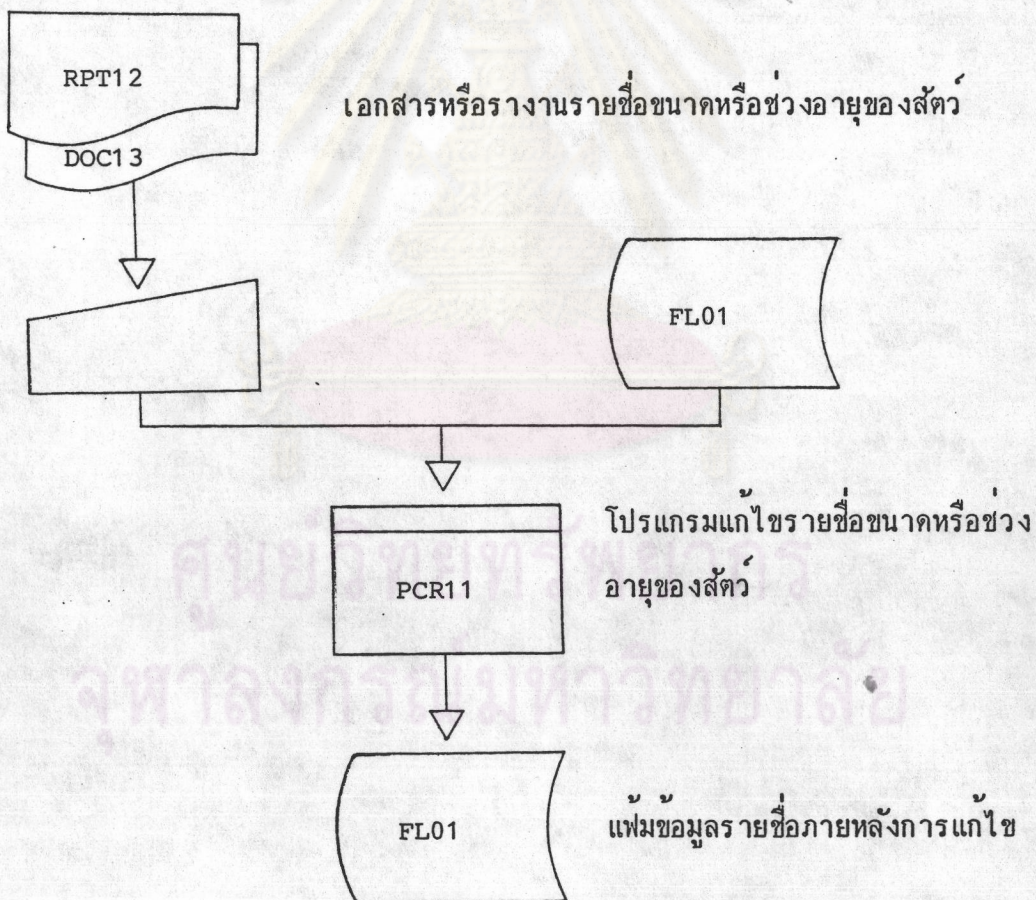 RPT12
เอกสารหรือรางานรายชื่อขนาดหรือช่วงอายุของสัตว์
DOC13
FL01
โปรแกรมแก้ไขรายชื่อขนาดหรือช่วง
PCR11
อายุของสัตว์
ศูนย์วิทยทรัพยากร
จุฬาลงกรณ์มหาวิทยาลัย
FL01
แฟ้มข้อมูลรายชื่อภายหลังการแก้ไข